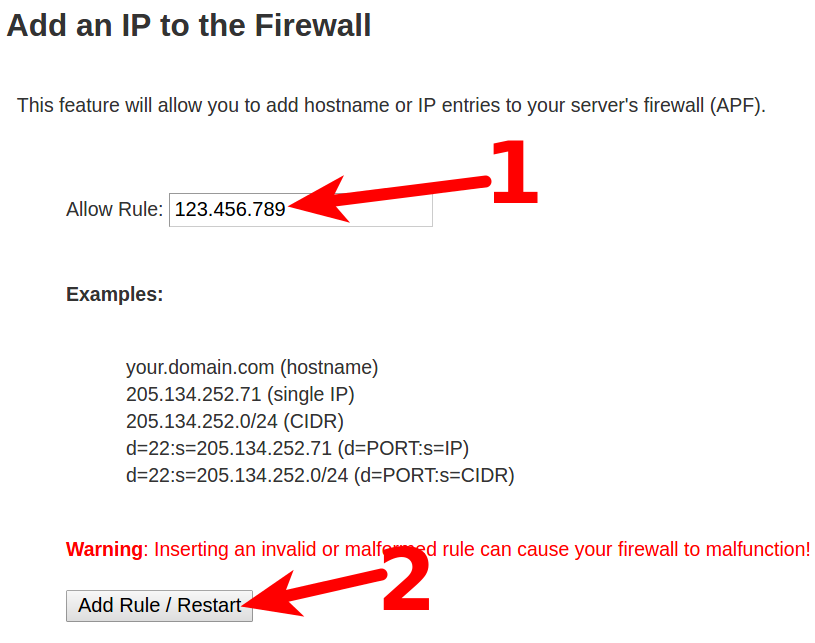 Add an IP to the Firewall
This feature will allow you to add hostname or IP entries to your server's firewall (APF).
1
Allow Rule: 123.456.789
Examples:
your.domain.com (hostname)
205.134.252.71 (single IP)
205.134.252.0/24 (CIDR)
d=22:s=205.134.252.71 (d=PORT:s=IP)
d=22:s=205.134.252.0/24 (d=PORT:s=CIDR)
Warning: Inserting an invalid or malformed rule can cause your firewall to malfunction!
2
Add Rule / Restart